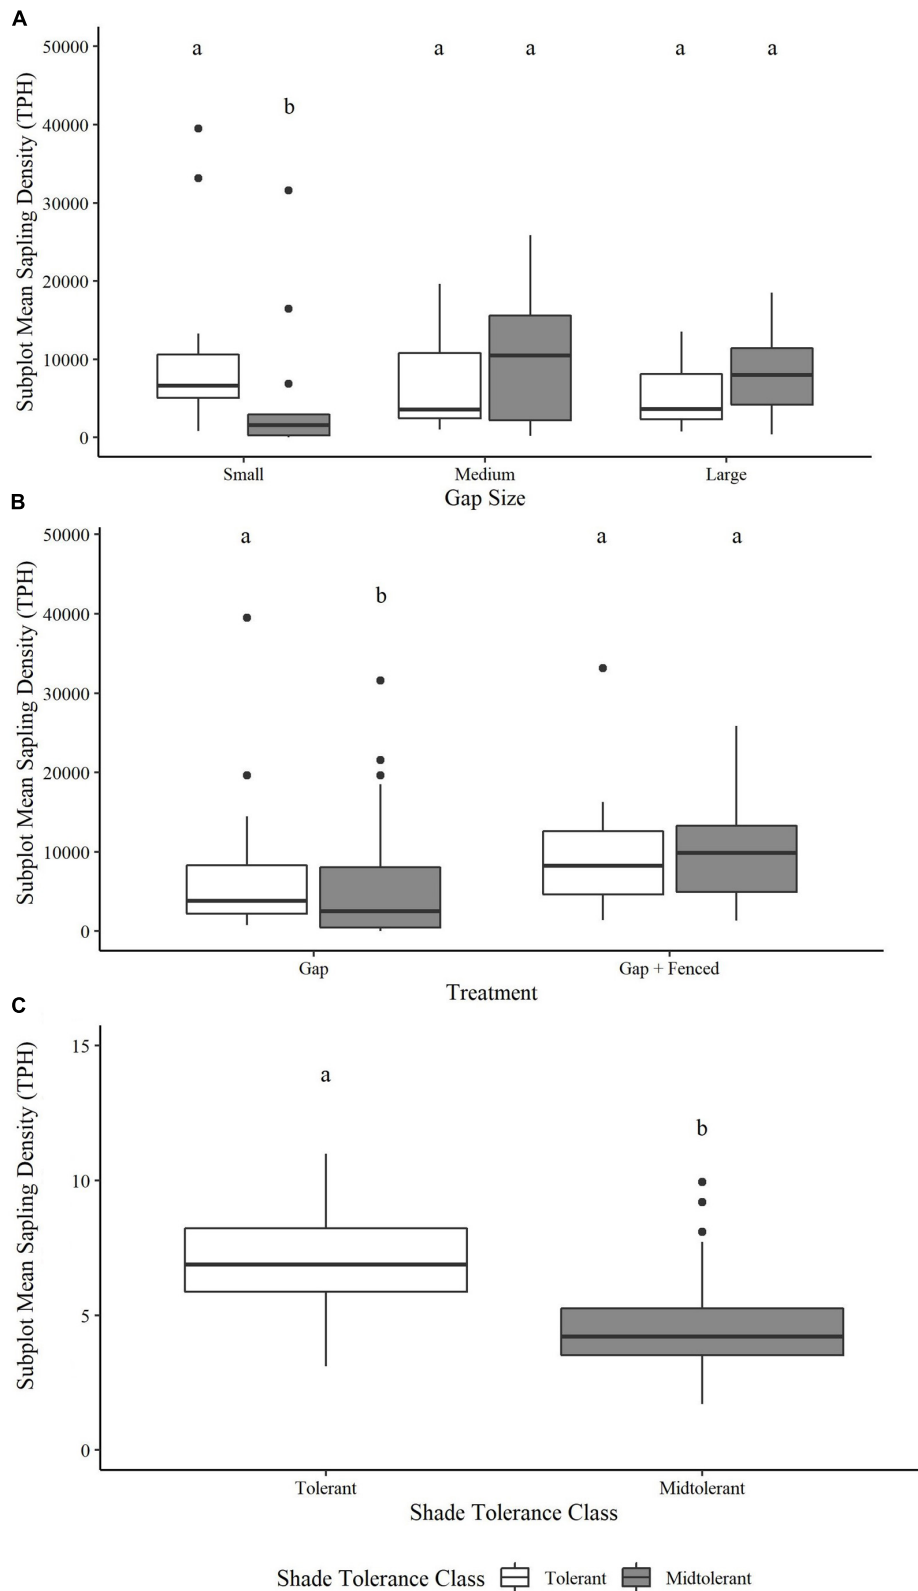 A
Subplot Mean Sapling Density (TPH)
50000
40000
30000
20000
10000
0
a
b
a
a
a
a
Small
Medium
Large
Gap Size
B
Subplot Mean Sapling Density (TPH)
50000
40000
30000
20000
10000
0
a
b
a
a
Gap
Gap + Fenced
Treatment
C
Subplot Mean Sapling Density (TPH)
15
10
5
0
a
b
Tolerant
Midtolerant
Shade Tolerance Class
Shade Tolerance Class Tolerant Midtolerant